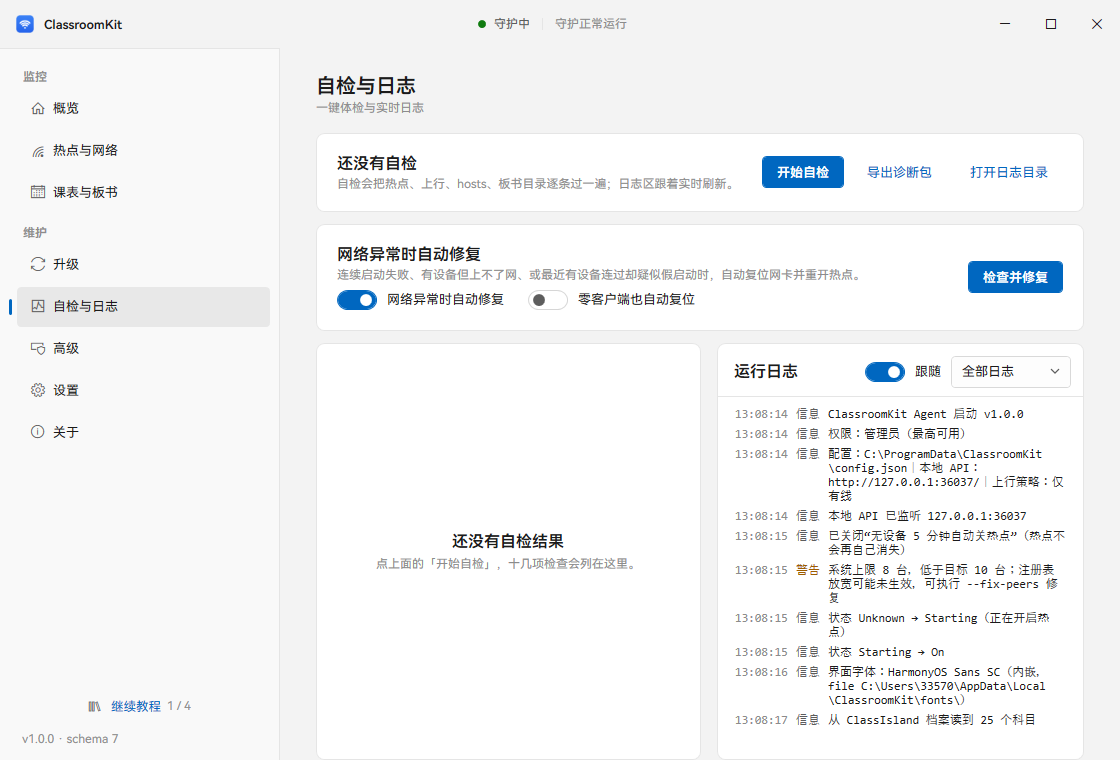 ClassroomKit
守护中
守护正常运行
监控
概览
热点与网络
课表与板书
维护
升级
自检与日志
高级
设置
关于
继续教程 1 / 4
v1.0.0 · schema 7
自检与日志
一键体检与实时日志
还没有自检
自检会把热点、上行、hosts、板书目录逐条过一遍；日志区跟着实时刷新。
开始自检
导出诊断包
打开日志目录
网络异常时自动修复
连续启动失败、有设备但上不了网、或最近有设备连过却疑似假启动时，自动复位网卡并重开热点。
网络异常时自动修复
零客户端也自动复位
检查并修复
还没有自检结果
点上面的「开始自检」，十几项检查会列在这里。
运行日志
跟随
全部日志
13:08:14 信息 ClassroomKit Agent 启动 v1.0.0
13:08:14 信息 权限：管理员（最高可用）
13:08:14 信息 配置：C:\ProgramData\ClassroomKit
\config.json｜本地 API：
http://127.0.0.1:36037/｜上行策略：仅
有线
13:08:14 信息 本地 API 已监听 127.0.0.1:36037
13:08:15 信息 已关闭“无设备 5 分钟自动关热点”（热点不
会再自己消失）
13:08:15 警告 系统上限 8 台，低于目标 10 台；注册表
放宽可能未生效，可执行 --fix-peers 修
复
13:08:15 信息 状态 Unknown → Starting（正在开启热
点）
13:08:15 信息 状态 Starting → On
13:08:16 信息 界面字体：HarmonyOS Sans SC（内嵌，
file C:\Users\33570\AppData\Local
\ClassroomKit\fonts\）
13:08:17 信息 从 ClassIsland 档案读到 25 个科目